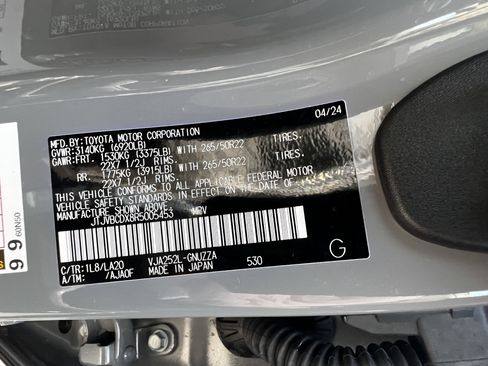 MFD.BY:TOYOTA MOTOR CORPORATION 04/24
GVWR:3140KG (6920LB)
GAWR:FRT. 1530KG (3375LB) WITH 265/50R22 TIRES.
22X7 1/2J RIMS.
RR. 1775KG (3915LB) WITH 265/50R22 TIRES.
22X7 1/2J RIMS.
THIS VEHICLE CONFORMS TO ALL APPLICABLE FEDERAL MOTOR
VEHICLE SAFETY STANDARDS IN EFFECT ON THE DATE OF
MANUFACTURE SHOWN ABOVE.
JTJVBCDX8R5005453 MPV
C/TR:1L8/LA20 VJA252L-GNUZZA 530
A/TM: /AJA0F MADE IN JAPAN
G
99
60N50